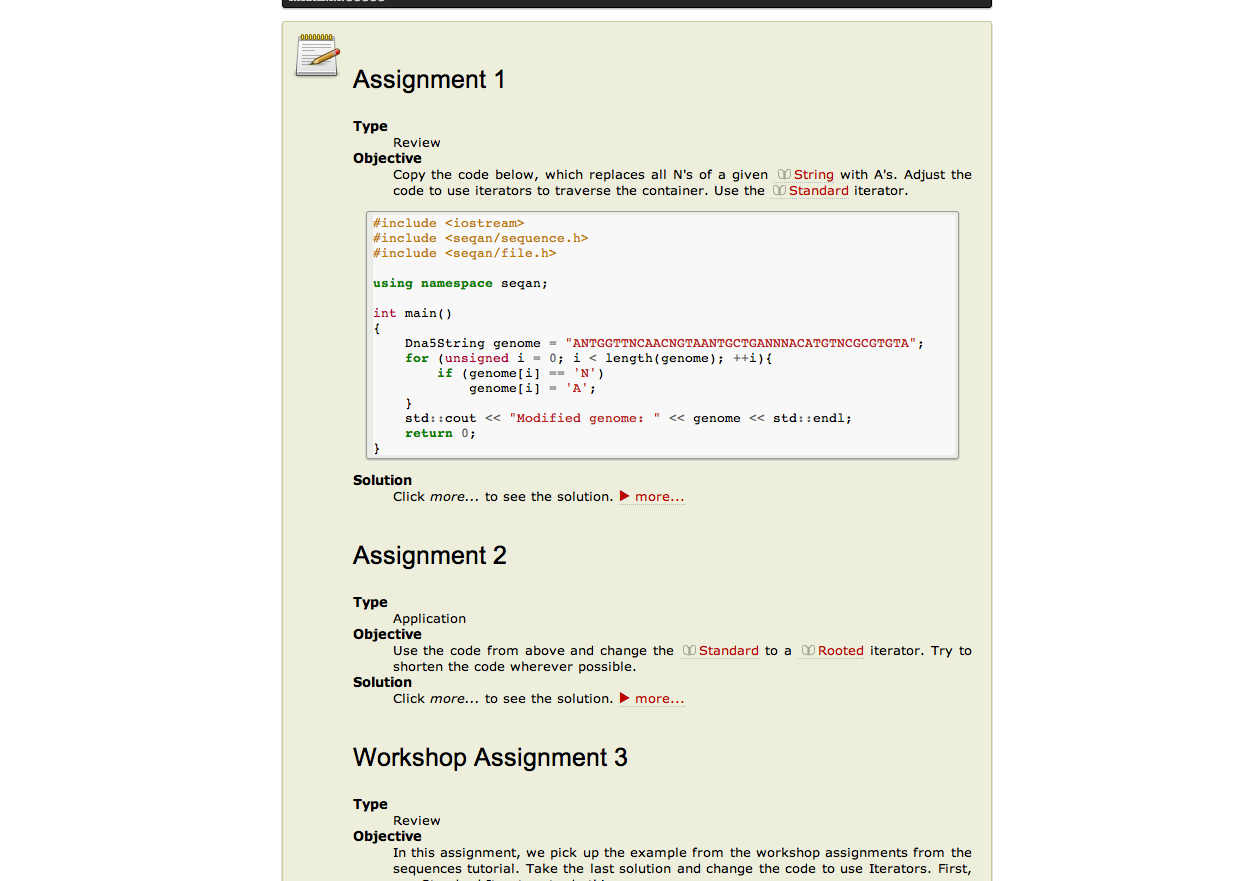 Assignment 1
Type
Review
Objective
Copy the code below, which replaces all N's of a given String with A's. Adjust the
code to use iterators to traverse the container. Use the Standard iterator.
#include <iostream>
#include <seqan/sequence.h>
#include <seqan/file.h>
using namespace seqan;
int main()
{
    Dna5String genome = "ANTGGTTNCAACNGTAANTGCTGANNNACATGTNCGCGTGTA";
    for (unsigned i = 0; i < length(genome); ++i){
        if (genome[i] == 'N')
            genome[i] = 'A';
    }
    std::cout << "Modified genome: " << genome << std::endl;
    return 0;
}
Solution
Click more... to see the solution. more...
Assignment 2
Type
Application
Objective
Use the code from above and change the Standard to a Rooted iterator. Try to
shorten the code wherever possible.
Solution
Click more... to see the solution. more...
Workshop Assignment 3
Type
Review
Objective
In this assignment, we pick up the example from the workshop assignments from the
sequences tutorial. Take the last solution and change the code to use Iterators. First,